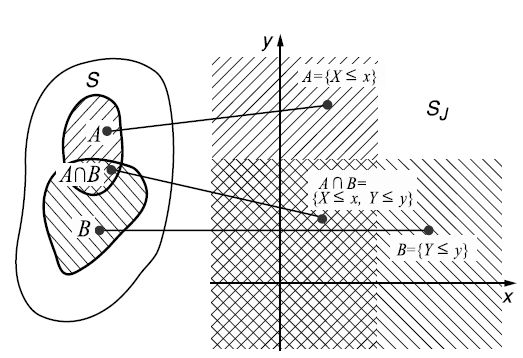 y
S
A={X ≤ x}
S_J
A
A∩B
A ∩ B=
{X ≤ x, Y ≤ y}
B
B={Y ≤ y}
x